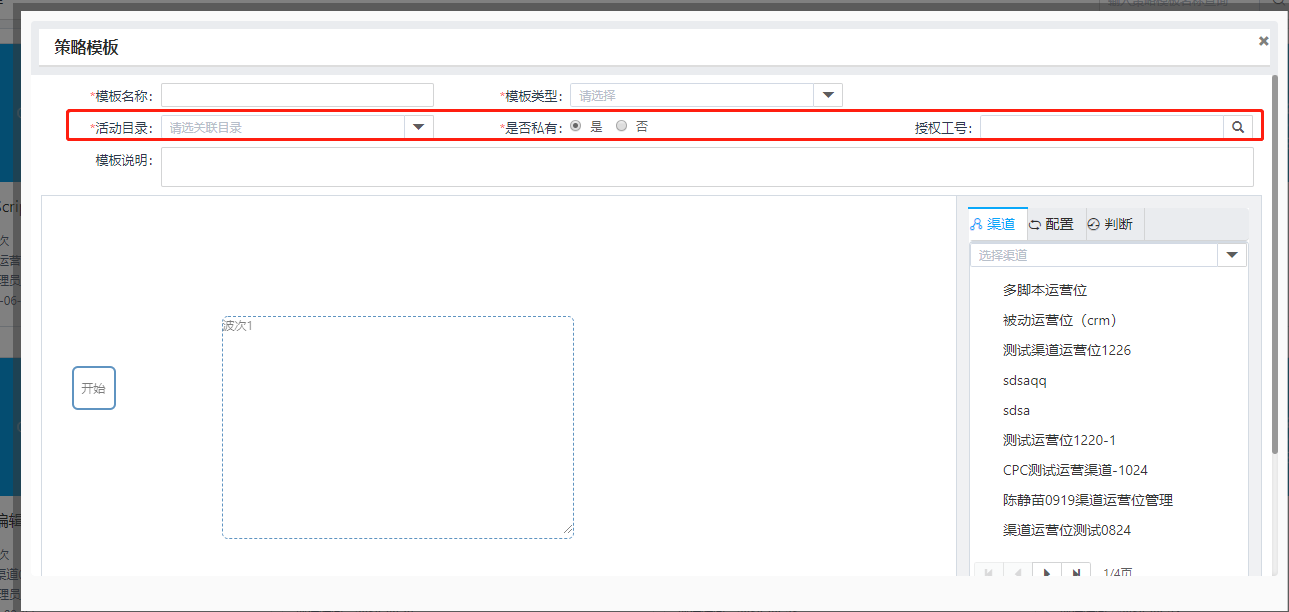 策略模板
*模板名称：
*模板类型： 请选择
*活动目录： 请选关联目录
*是否私有： 是 否
授权工号：
模板说明：
渠道 配置 判断
选择渠道
多脚本运营位
被动运营位（crm）
测试渠道运营位1226
sdsaqq
sdsa
测试运营位1220-1
CPC测试运营渠道-1024
陈静苗0919渠道运营位管理
渠道运营位测试0824
1/4页
开始
波次1